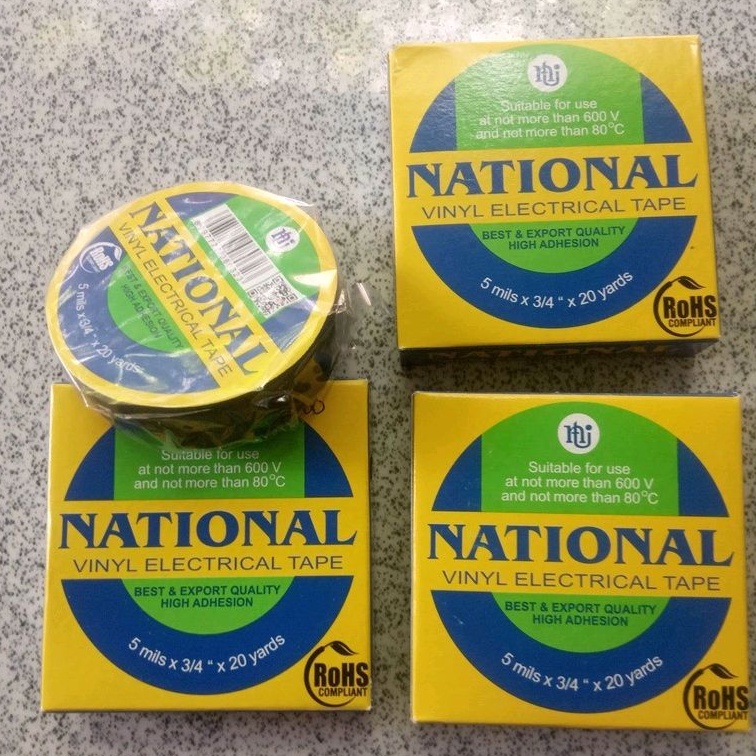 Suitable for use
at not more than 600 V
and not more than 80°C
NATIONAL
VINYL ELECTRICAL TAPE
BEST & EXPORT QUALITY
HIGH ADHESION
5 mils x 3/4 " x 20 yards
RoHS
COMPLIANT
NATIONAL
NATIONAL
VINYL ELECTRICAL TAPE
BEST & EXPORT QUALITY
HIGH ADHESION
5 mils x 3/4 " x 20 yards
RoHS
Suitable for use
at not more than 600 V
and not more than 80°C
NATIONAL
VINYL ELECTRICAL TAPE
BEST & EXPORT QUALITY
HIGH ADHESION
5 mils x 3/4 " x 20 yards
RoHS
COMPLIANT
Suitable for use
at not more than 600 V
and not more than 80°C
NATIONAL
VINYL ELECTRICAL TAPE
BEST & EXPORT QUALITY
HIGH ADHESION
5 mils x 3/4 " x 20 yards
RoHS
COMPLIANT